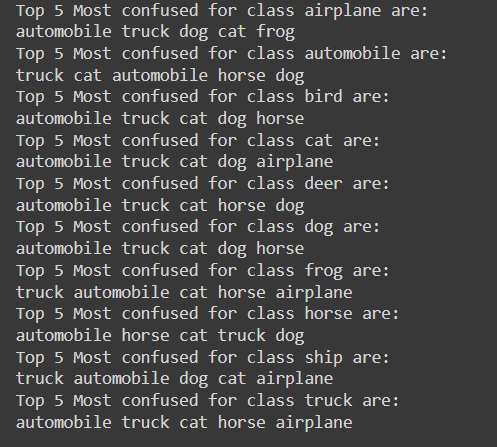 Top 5 Most confused for class airplane are:
automobile truck dog cat frog
Top 5 Most confused for class automobile are:
truck cat automobile horse dog
Top 5 Most confused for class bird are:
automobile truck cat dog horse
Top 5 Most confused for class cat are:
automobile truck cat dog airplane
Top 5 Most confused for class deer are:
automobile truck cat horse dog
Top 5 Most confused for class dog are:
automobile truck cat dog horse
Top 5 Most confused for class frog are:
truck automobile cat horse airplane
Top 5 Most confused for class horse are:
automobile horse cat truck dog
Top 5 Most confused for class ship are:
truck automobile dog cat airplane
Top 5 Most confused for class truck are:
automobile truck cat horse airplane